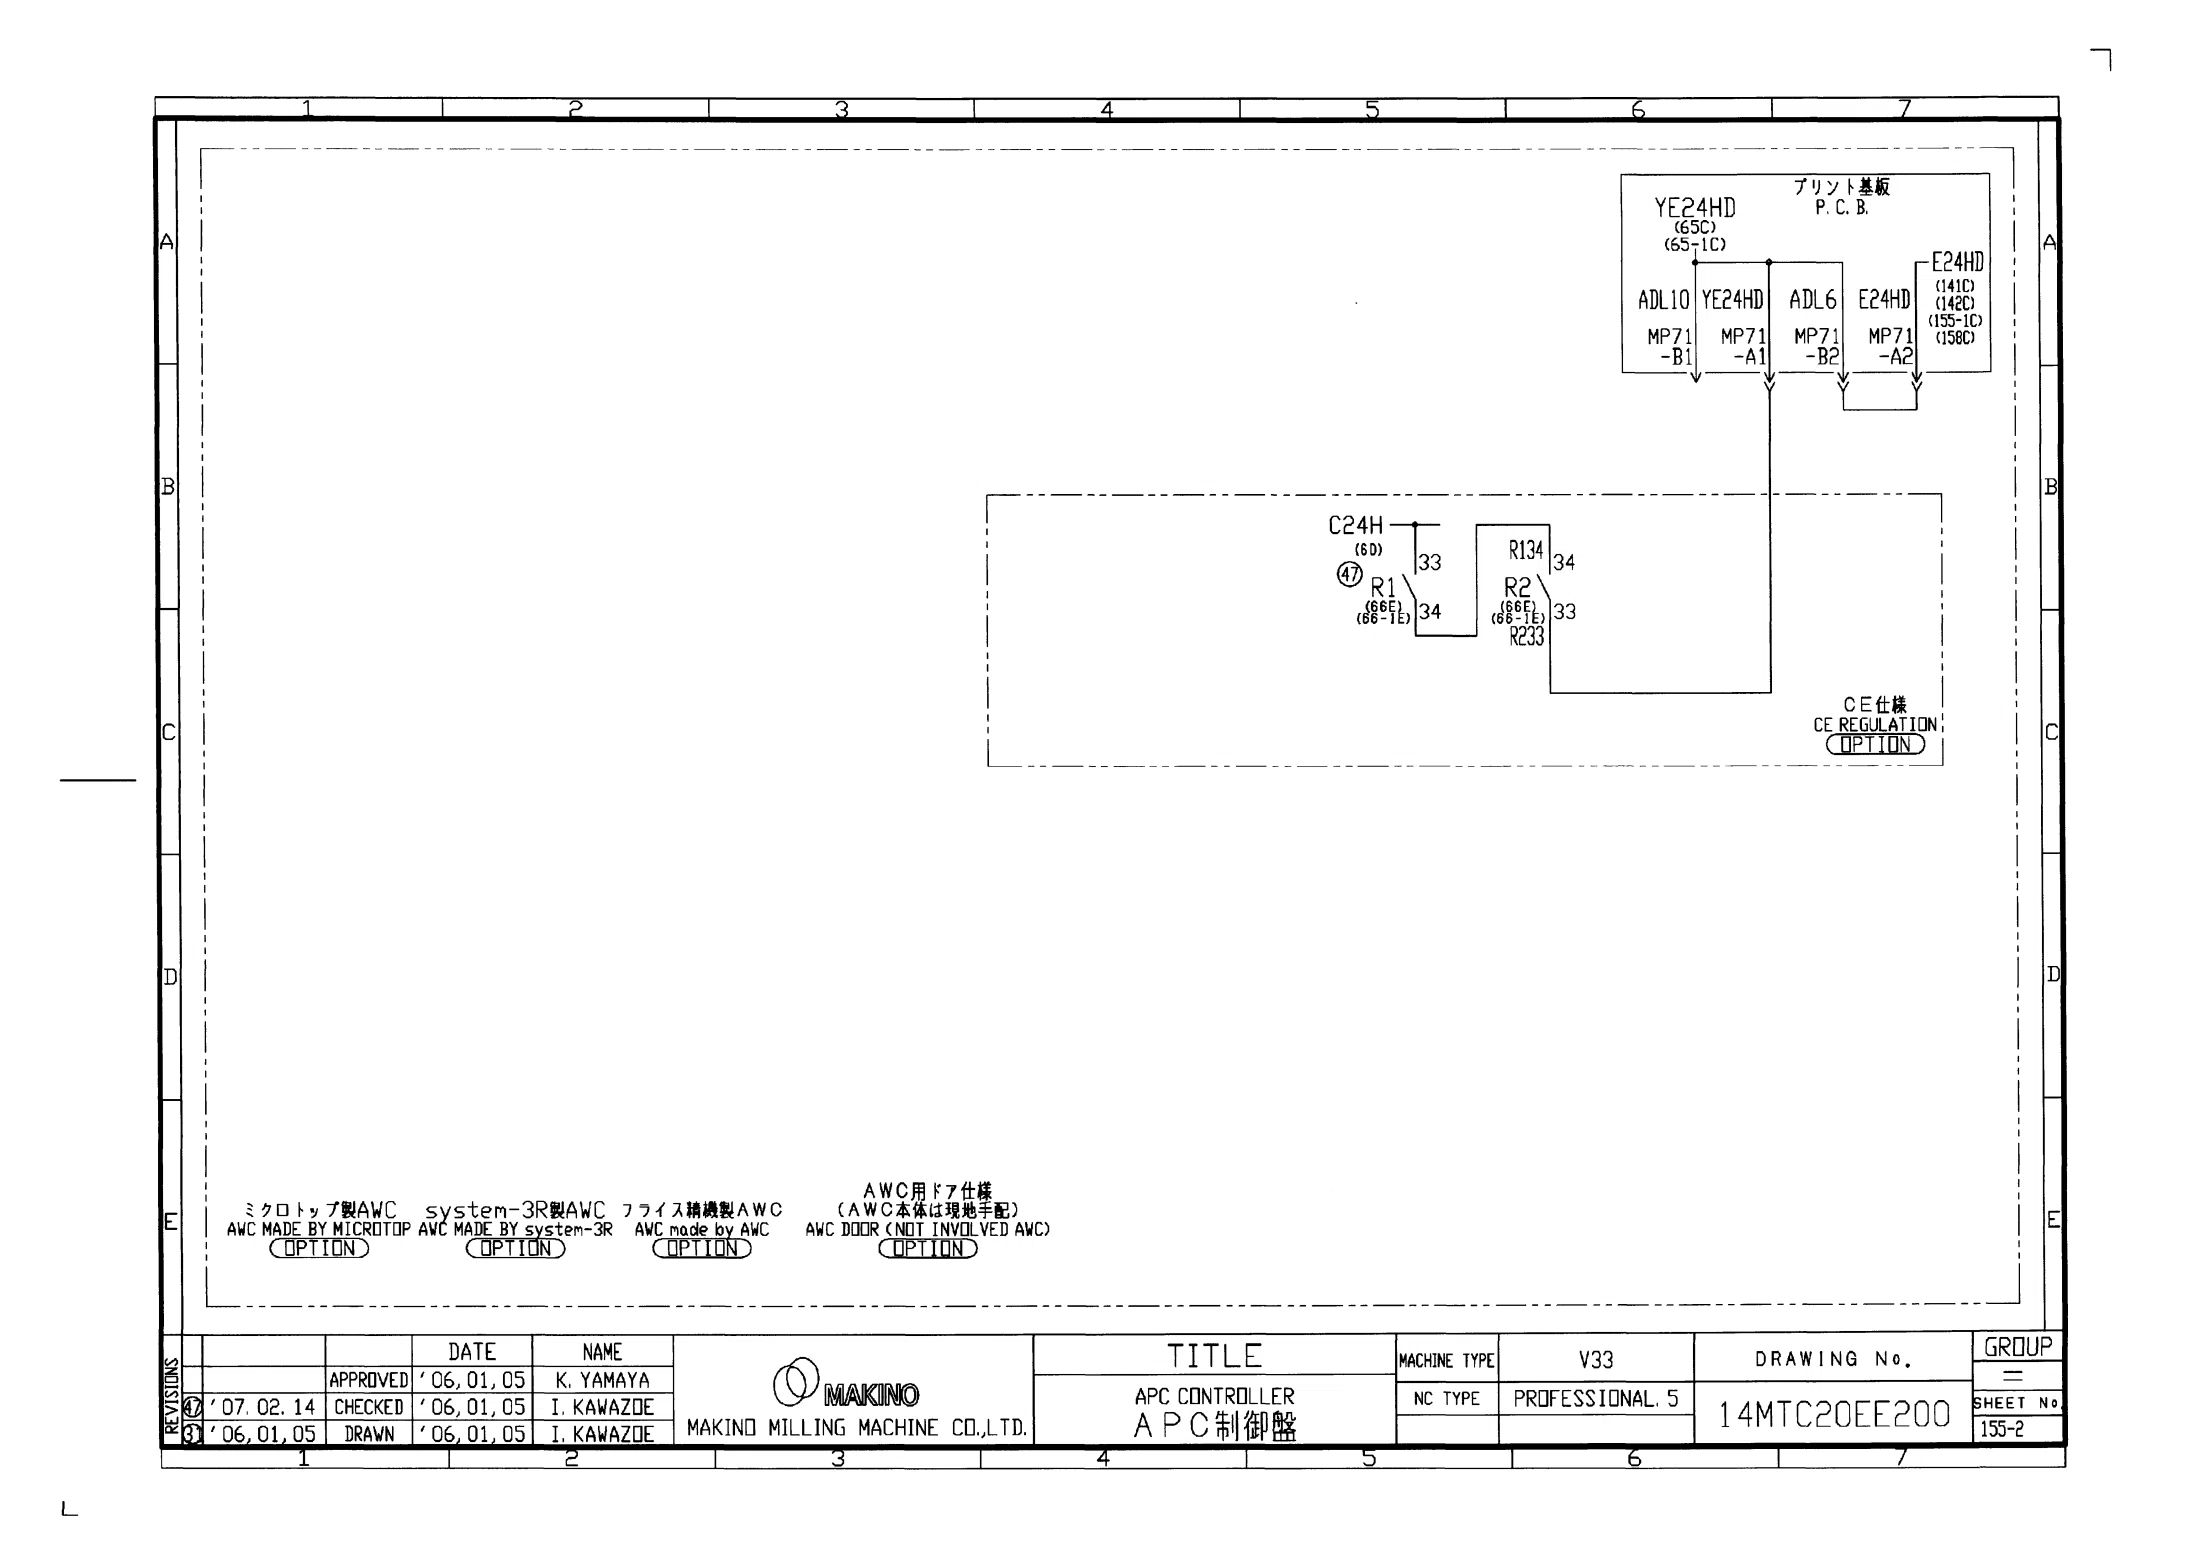 1 2 3 4 5 6 7
A A
B B
C C
D D
E E
プリント基板
P. C. B.
YE24HD
(65C)
(65-1C)
E24HD
(141C)
(142C)
(155-1C)
(158C)
ADL10 YE24HD ADL6 E24HD
MP71 MP71 MP71 MP71
-B1 -A1 -B2 -A2
C24H
(6D)
47
33
R1
(66E)
(66-1E)
34
R134
34
R2
(66E)
(66-1E)
33
R233
CE仕様
CE REGULATION
OPTION
ミクロトップ製AWC
AWC MADE BY MICROTOP
OPTION
system-3R製AWC
AWC MADE BY system-3R
OPTION
フライス精機製AWC
AWC made by AWC
OPTION
AWC用ドア仕様
(AWC本体は現地手配)
AWC DOOR (NOT INVOLVED AWC)
OPTION
REVISIONS
DATE NAME
APPROVED '06,01,05 K. YAMAYA
47 '07. 02. 14 CHECKED '06,01,05 I. KAWAZOE
31 '06,01,05 DRAWN '06,01,05 I. KAWAZOE
MAKINO
MAKINO MILLING MACHINE CO.,LTD.
TITLE
APC CONTROLLER
APC制御盤
MACHINE TYPE V33
NC TYPE PROFESSIONAL. 5
DRAWING No.
14MTC20EE200
GROUP
=
SHEET No.
155-2
1 2 3 4 5 6 7